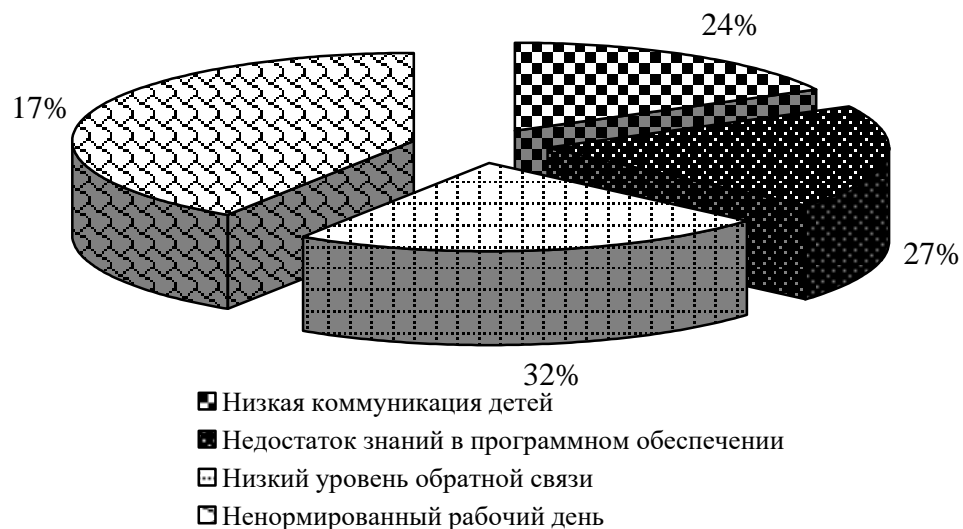 24%
17%
27%
32%
Низкая коммуникация детей
Недостаток знаний в программном обеспечении
Низкий уровень обратной связи
Ненормированный рабочий день